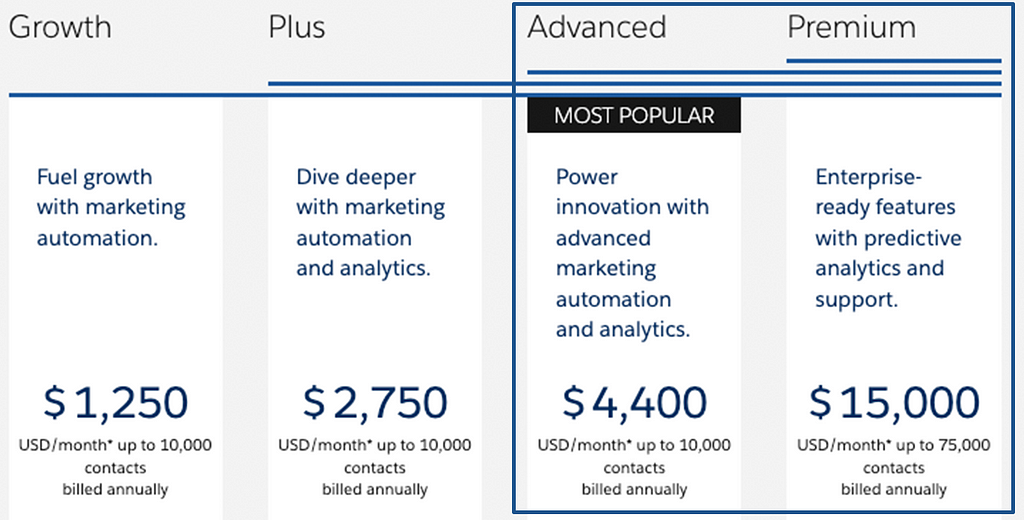 Growth
Fuel growth
with marketing
automation.
$1,250
USD/month* up to 10,000
contacts
billed annually
Plus
Dive deeper
with marketing
automation
and analytics.
$2,750
USD/month* up to 10,000
contacts
billed annually
Advanced
MOST POPULAR
Power
innovation with
advanced
marketing
automation
and analytics.
$4,400
USD/month* up to 10,000
contacts
billed annually
Premium
Enterprise-
ready features
with predictive
analytics and
support.
$15,000
USD/month* up to 75,000
contacts
billed annually